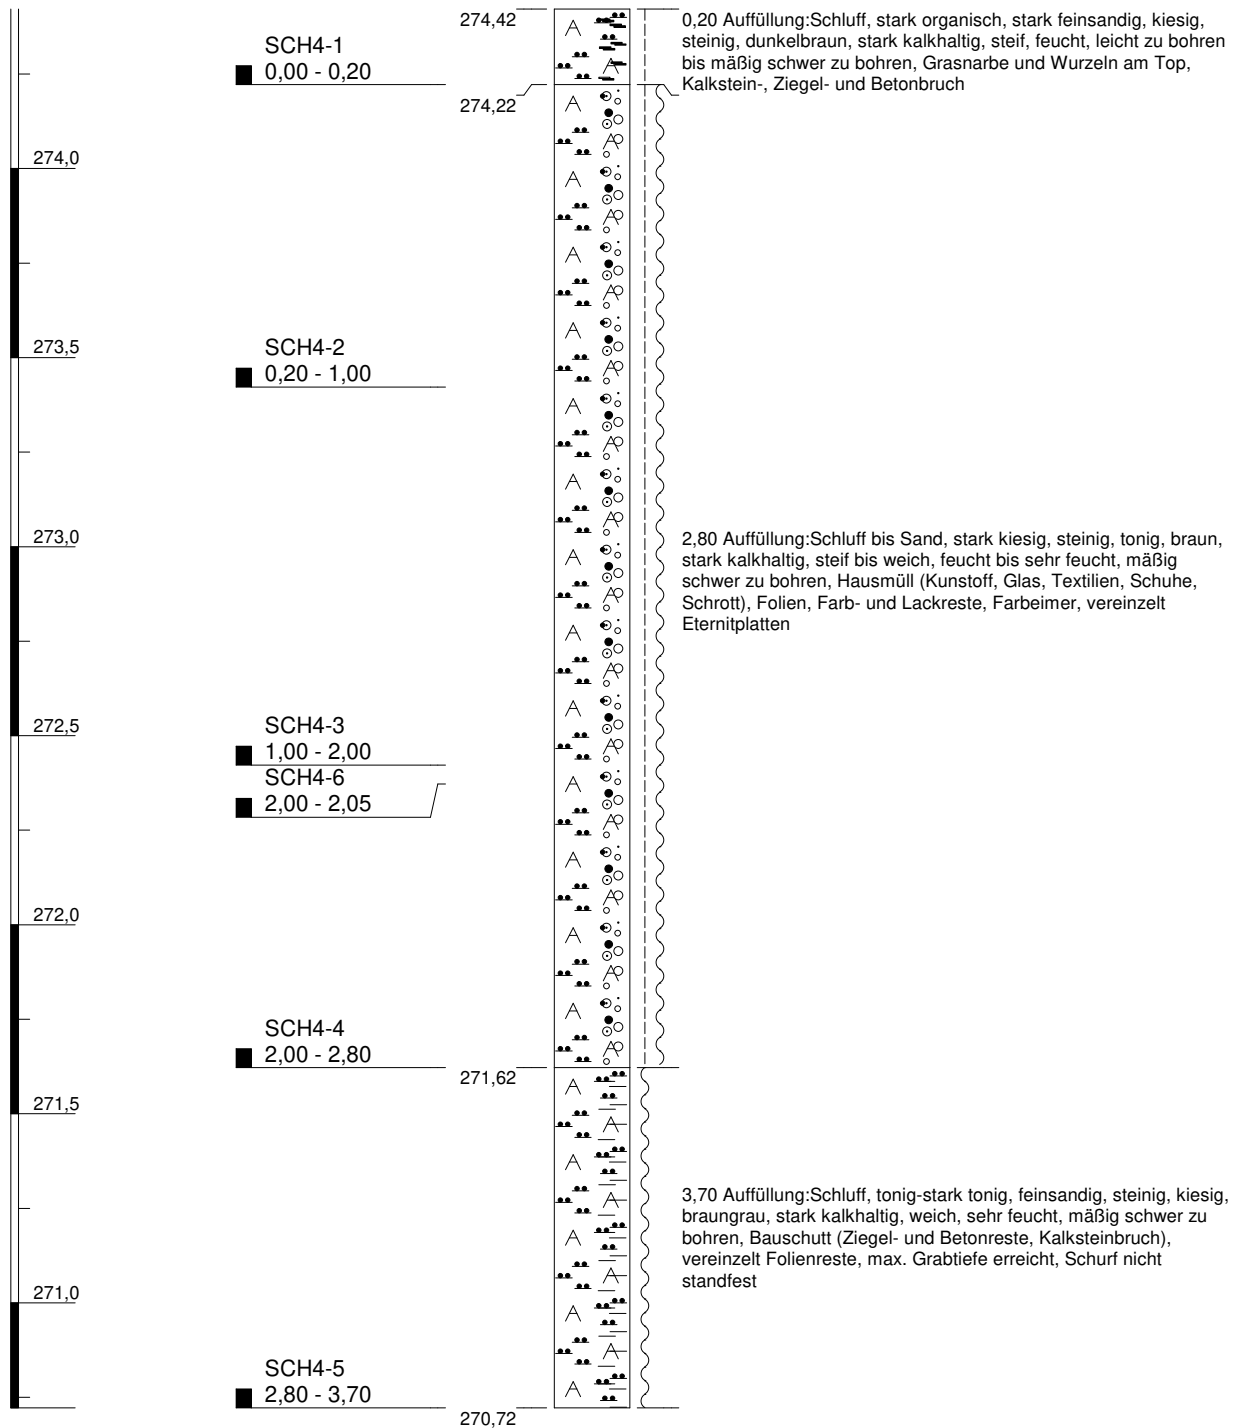 274,42
0,20 Auffüllung:Schluff, stark organisch, stark feinsandig, kiesig,
steinig, dunkelbraun, stark kalkhaltig, steif, feucht, leicht zu bohren
bis mäßig schwer zu bohren, Grasnarbe und Wurzeln am Top,
Kalkstein-, Ziegel- und Betonbruch
SCH4-1
0,00 - 0,20
274,22
274,0
273,5
SCH4-2
0,20 - 1,00
273,0
2,80 Auffüllung:Schluff bis Sand, stark kiesig, steinig, tonig, braun,
stark kalkhaltig, steif bis weich, feucht bis sehr feucht, mäßig
schwer zu bohren, Hausmüll (Kunstoff, Glas, Textilien, Schuhe,
Schrott), Folien, Farb- und Lackreste, Farbeimer, vereinzelt
Eternitplatten
272,5
SCH4-3
1,00 - 2,00
SCH4-6
2,00 - 2,05
272,0
SCH4-4
2,00 - 2,80
271,62
271,5
3,70 Auffüllung:Schluff, tonig-stark tonig, feinsandig, steinig, kiesig,
braungrau, stark kalkhaltig, weich, sehr feucht, mäßig schwer zu
bohren, Bauschutt (Ziegel- und Betonreste, Kalksteinbruch),
vereinzelt Folienreste, max. Grabtiefe erreicht, Schurf nicht
standfest
271,0
SCH4-5
2,80 - 3,70
270,72